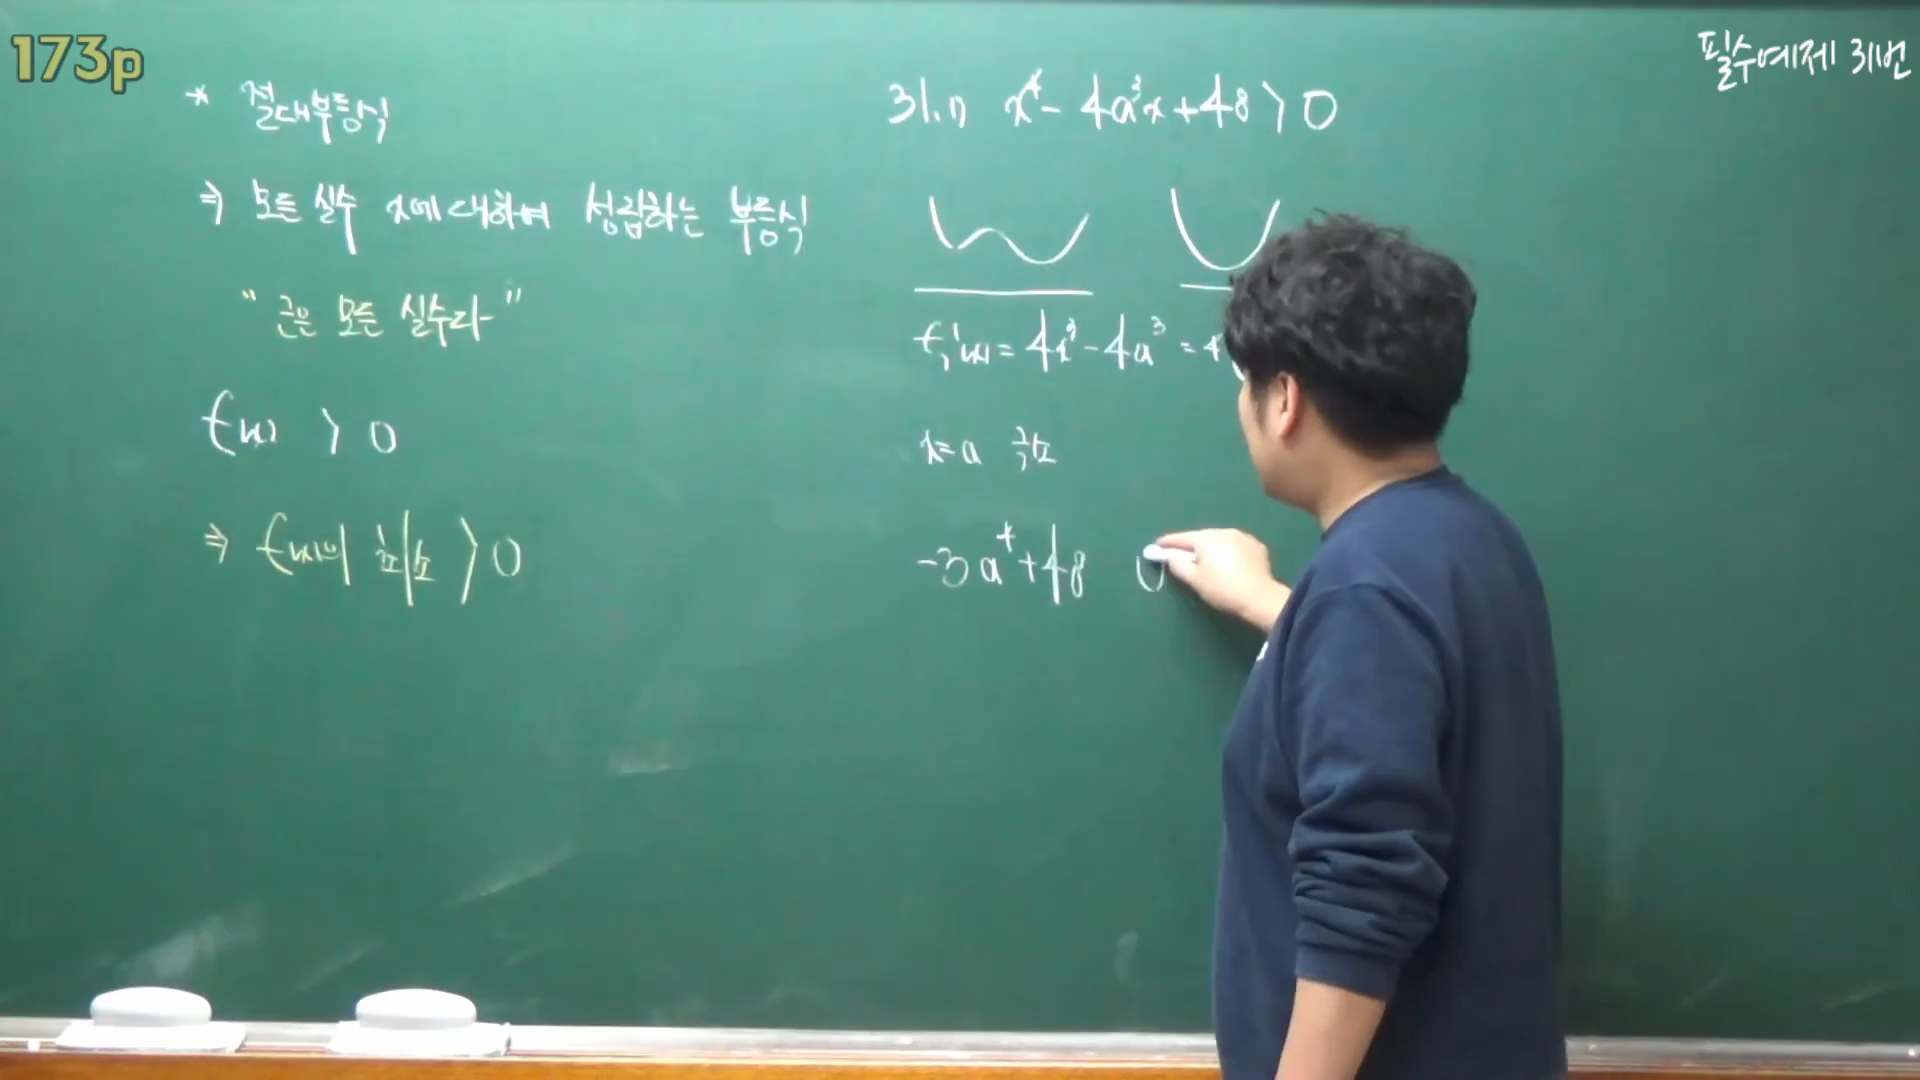 173p
필수예제 31번
* 절대부등식
⇒ 모든 실수 x에 대하여 성립하는 부등식
"근은 모든 실수다"
f(x) > 0
⇒ f(x)의 최소 > 0
31. 1) x⁴ - 4a³x + 48 > 0
f'(x) = 4x³ - 4a³ = 4
x = a 극소
-3a⁴ + 48 0